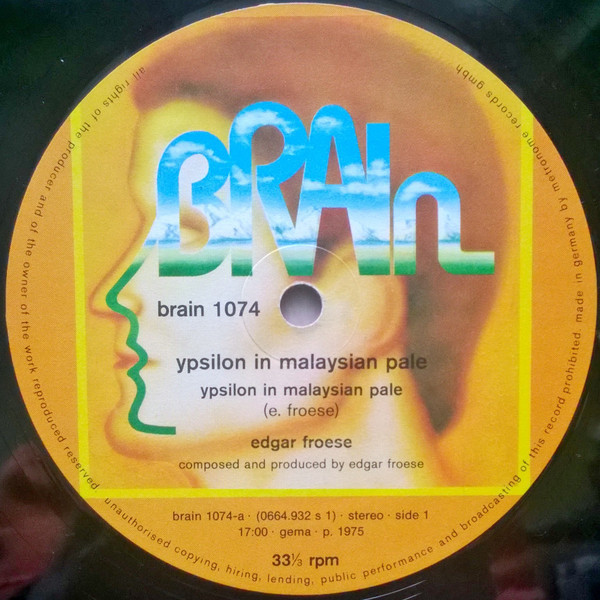 BRAIn
brain 1074
ypsilon in malaysian pale
ypsilon in malaysian pale
(e. froese)
edgar froese
composed and produced by edgar froese
brain 1074-a · (0664.932 s 1) · stereo · side 1
17:00 · gema · p. 1975
33⅓ rpm
all rights of the producer and of the owner of the work reproduced reserved unauthorised copying, hiring, lending, public performance and broadcasting of this record prohibited. made in germany by metronome records gmbh